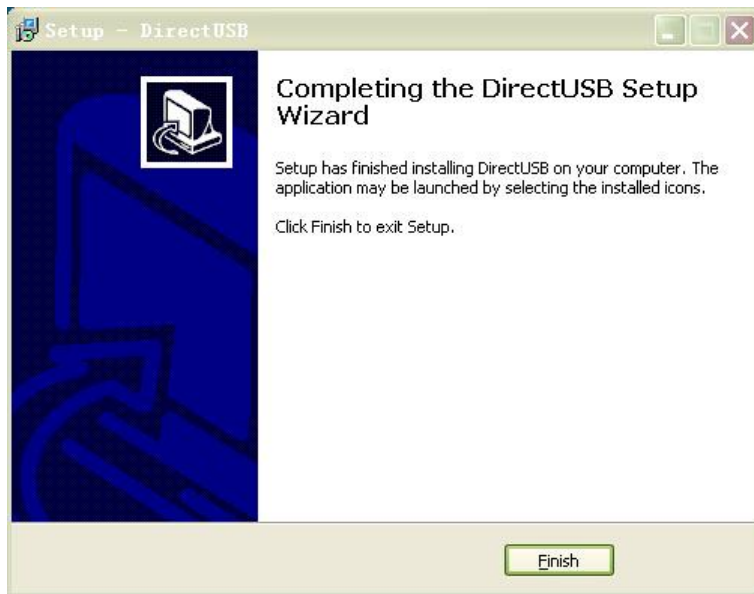 Setup - DirectUSB
Completing the DirectUSB Setup
Wizard
Setup has finished installing DirectUSB on your computer. The
application may be launched by selecting the installed icons.
Click Finish to exit Setup.
Finish